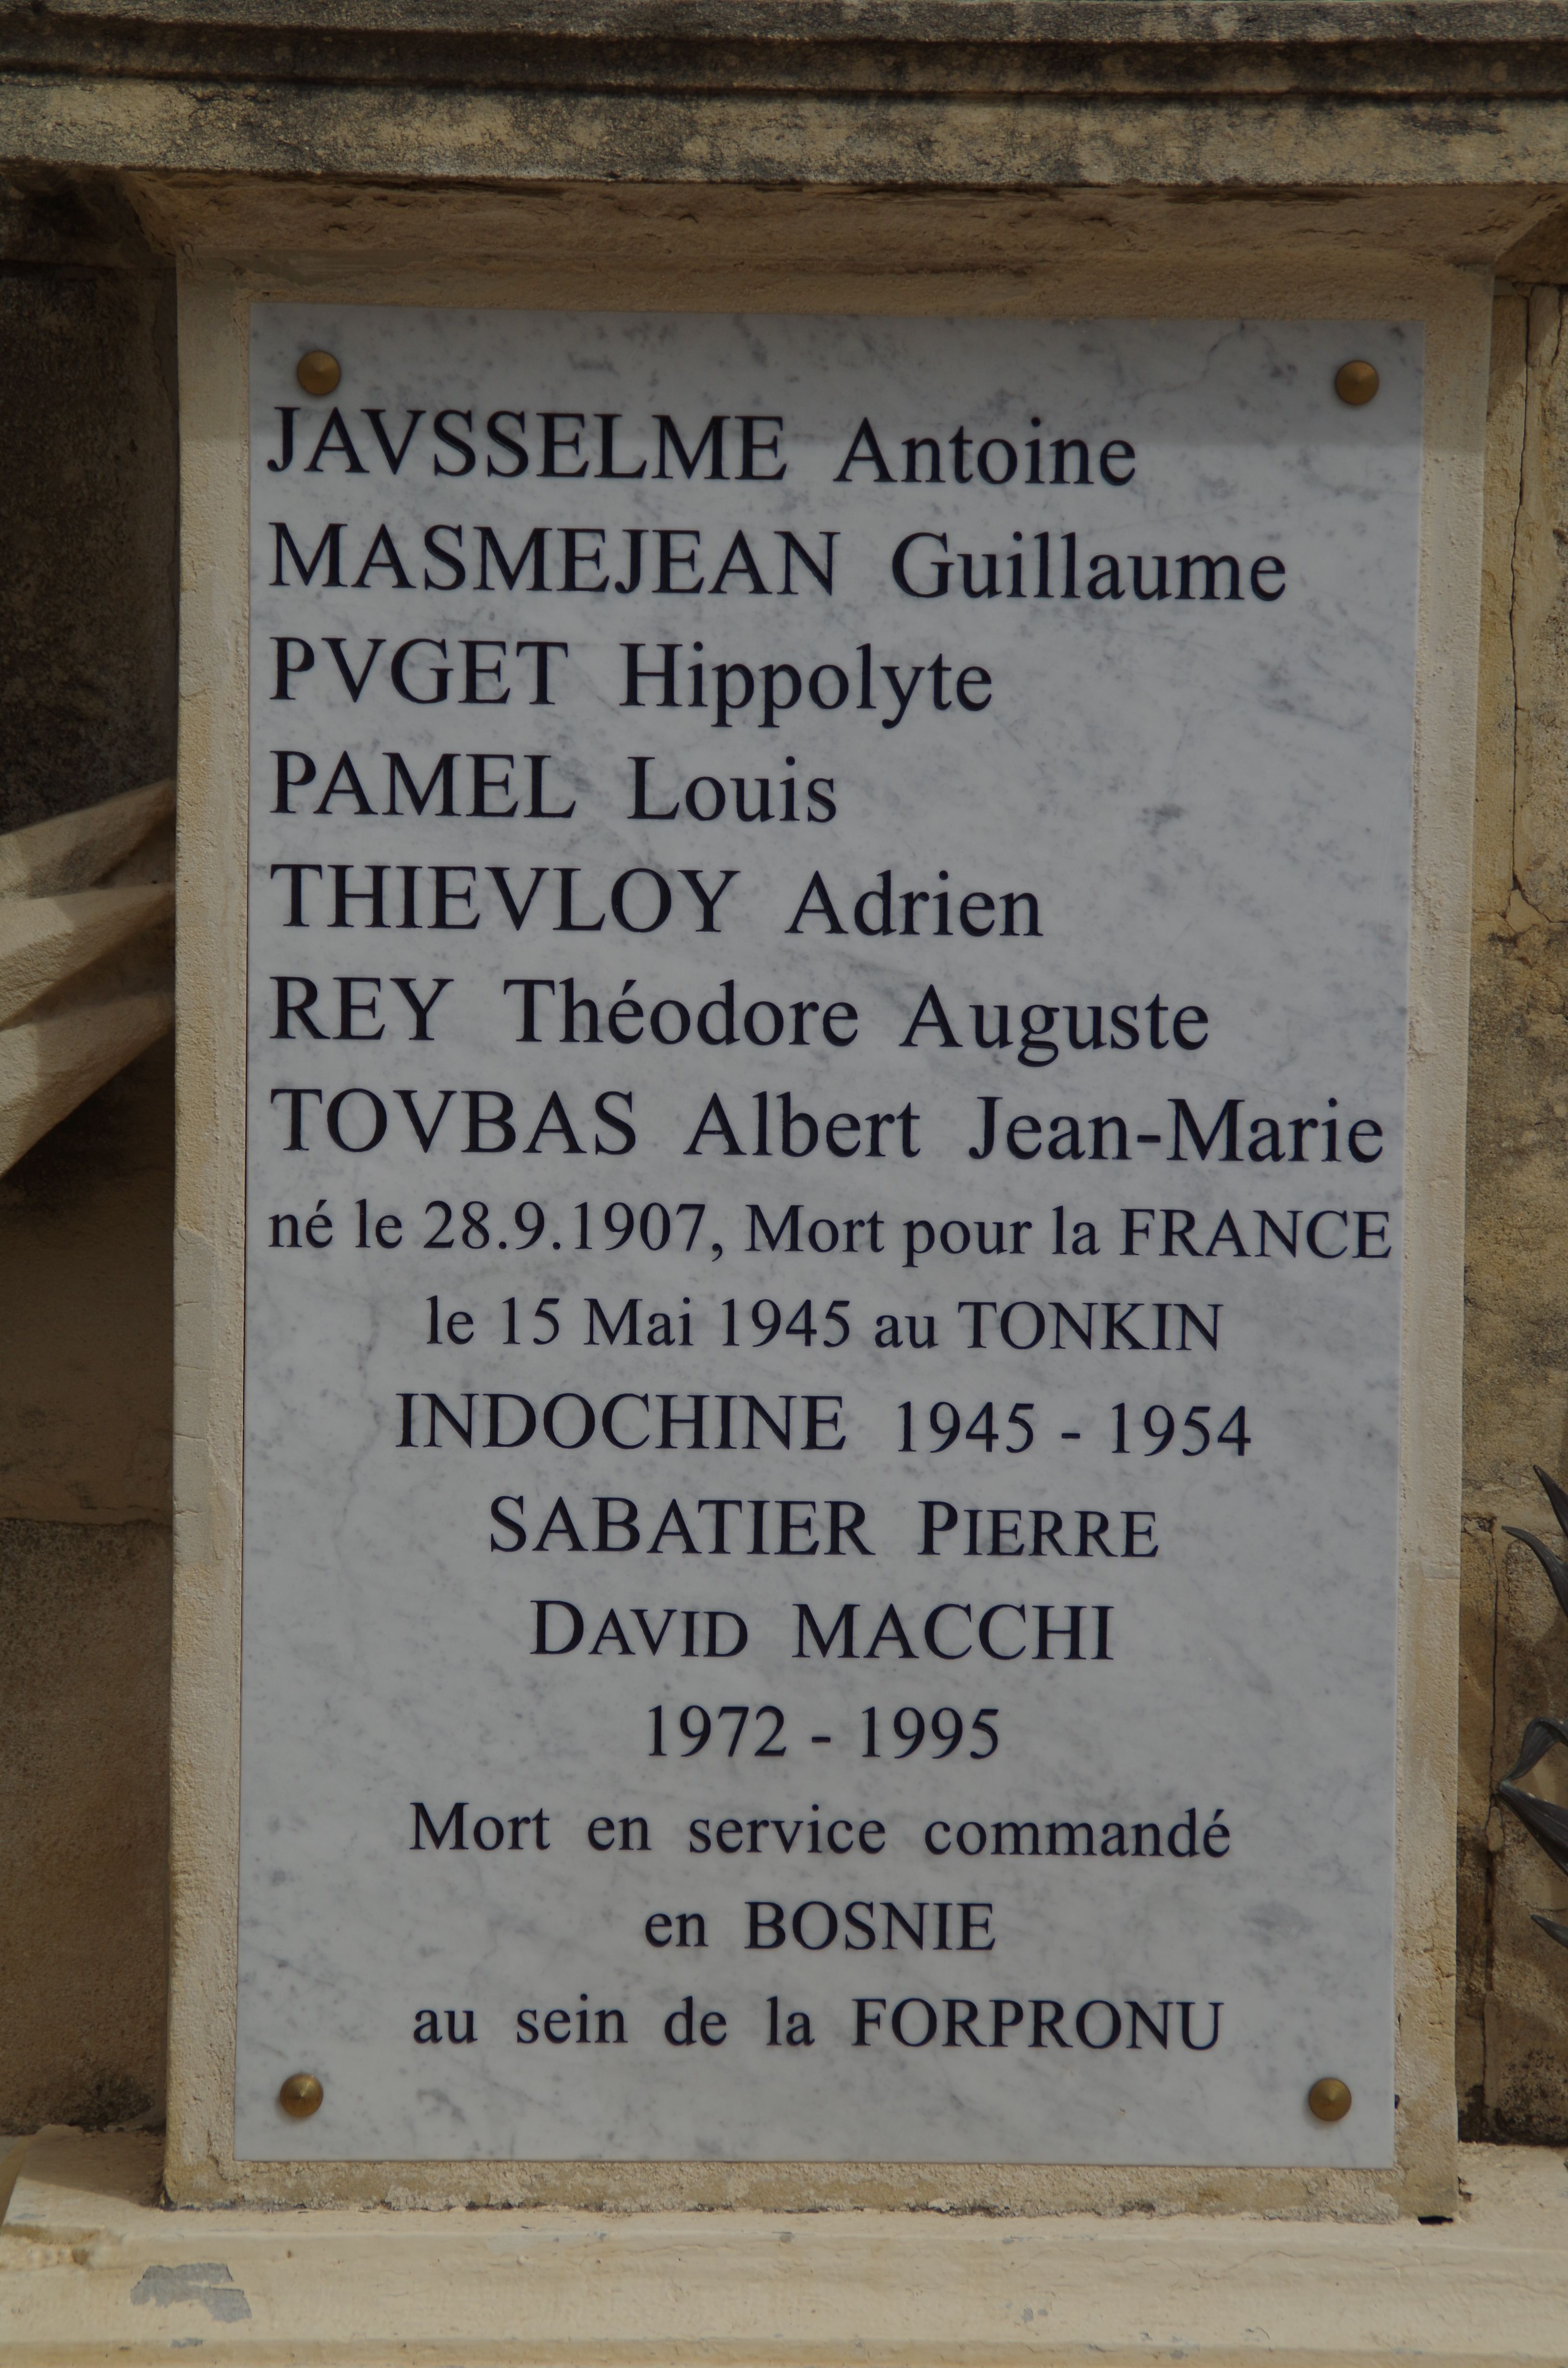 JAVSSELME Antoine
MASMEJEAN Guillaume
PVGET Hippolyte
PAMEL Louis
THIEVLOY Adrien
REY Théodore Auguste
TOVBAS Albert Jean-Marie
né le 28.9.1907, Mort pour la FRANCE
le 15 Mai 1945 au TONKIN
INDOCHINE 1945 - 1954
SABATIER PIERRE
DAVID MACCHI
1972 - 1995
Mort en service commandé
en BOSNIE
au sein de la FORPRONU